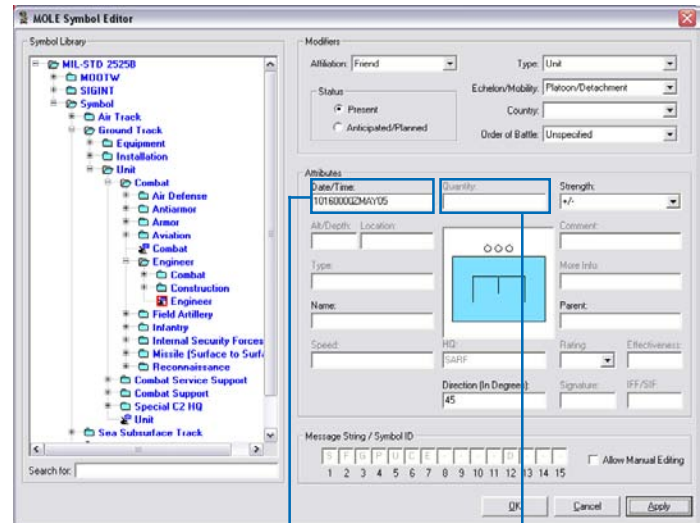 MOLE Symbol Editor
Symbol Library
MIL-STD 2525B
MOOTW
SIGINT
Symbol
Air Track
Ground Track
Equipment
Installation
Unit
Combat
Air Defense
Antiarmor
Armor
Aviation
Combat
Engineer
Combat
Construction
Engineer
Field Artillery
Infantry
Internal Security Forces
Missile (Surface to Surf
Reconnaissance
Combat Service Support
Combat Support
Special C2 HQ
Unit
Sea Subsurface Track
Search for:
Modifiers
Affiliation: Friend
Type: Unit
Status
Present
Anticipated/Planned
Echelon/Mobility: Platoon/Detachment
Country:
Order of Battle: Unspecified
Attributes
Date/Time: Quantity: Strength:
10160000ZMAY05 +/-
Alt/Depth: Location: Comment:
Type: More Info:
Name: Parent:
Speed: HQ: Rating: Effectiveness:
SARF
Direction (In Degrees): Signature: IFF/SIF
45
Message String / Symbol ID
S F G P U C E - - - - D - - -
1 2 3 4 5 6 7 8 9 10 11 12 13 14 15
Allow Manual Editing
OK Cancel Apply